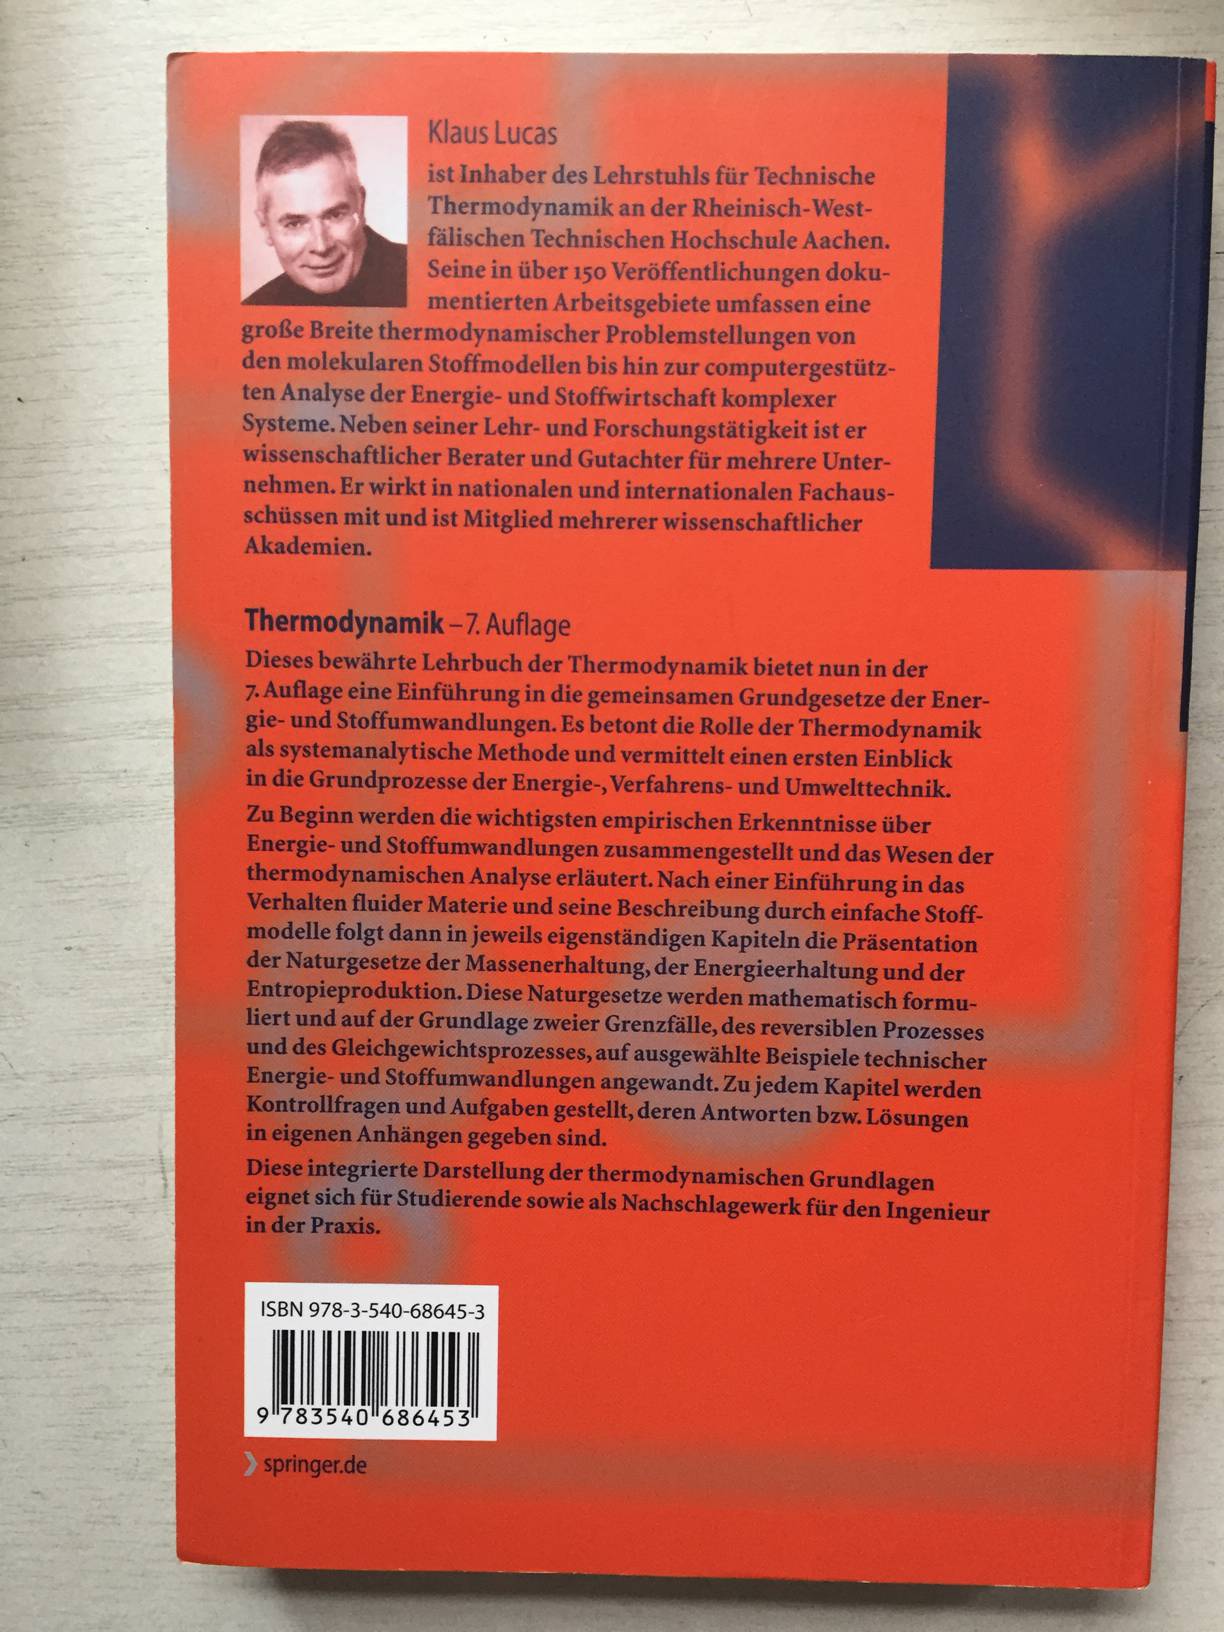 Klaus Lucas
ist Inhaber des Lehrstuhls für Technische
Thermodynamik an der Rheinisch-West-
fälischen Technischen Hochschule Aachen.
Seine in über 150 Veröffentlichungen doku-
mentierten Arbeitsgebiete umfassen eine
große Breite thermodynamischer Problemstellungen von
den molekularen Stoffmodellen bis hin zur computergestütz-
ten Analyse der Energie- und Stoffwirtschaft komplexer
Systeme. Neben seiner Lehr- und Forschungstätigkeit ist er
wissenschaftlicher Berater und Gutachter für mehrere Unter-
nehmen. Er wirkt in nationalen und internationalen Fachaus-
schüssen mit und ist Mitglied mehrerer wissenschaftlicher
Akademien.
Thermodynamik – 7. Auflage
Dieses bewährte Lehrbuch der Thermodynamik bietet nun in der
7. Auflage eine Einführung in die gemeinsamen Grundgesetze der Ener-
gie- und Stoffumwandlungen. Es betont die Rolle der Thermodynamik
als systemanalytische Methode und vermittelt einen ersten Einblick
in die Grundprozesse der Energie-, Verfahrens- und Umwelttechnik.
Zu Beginn werden die wichtigsten empirischen Erkenntnisse über
Energie- und Stoffumwandlungen zusammengestellt und das Wesen der
thermodynamischen Analyse erläutert. Nach einer Einführung in das
Verhalten fluider Materie und seine Beschreibung durch einfache Stoff-
modelle folgt dann in jeweils eigenständigen Kapiteln die Präsentation
der Naturgesetze der Massenerhaltung, der Energieerhaltung und der
Entropieproduktion. Diese Naturgesetze werden mathematisch formu-
liert und auf der Grundlage zweier Grenzfälle, des reversiblen Prozesses
und des Gleichgewichtsprozesses, auf ausgewählte Beispiele technischer
Energie- und Stoffumwandlungen angewandt. Zu jedem Kapitel werden
Kontrollfragen und Aufgaben gestellt, deren Antworten bzw. Lösungen
in eigenen Anhängen gegeben sind.
Diese integrierte Darstellung der thermodynamischen Grundlagen
eignet sich für Studierende sowie als Nachschlagewerk für den Ingenieur
in der Praxis.
ISBN 978-3-540-68645-3
9 783540 686453
springer.de